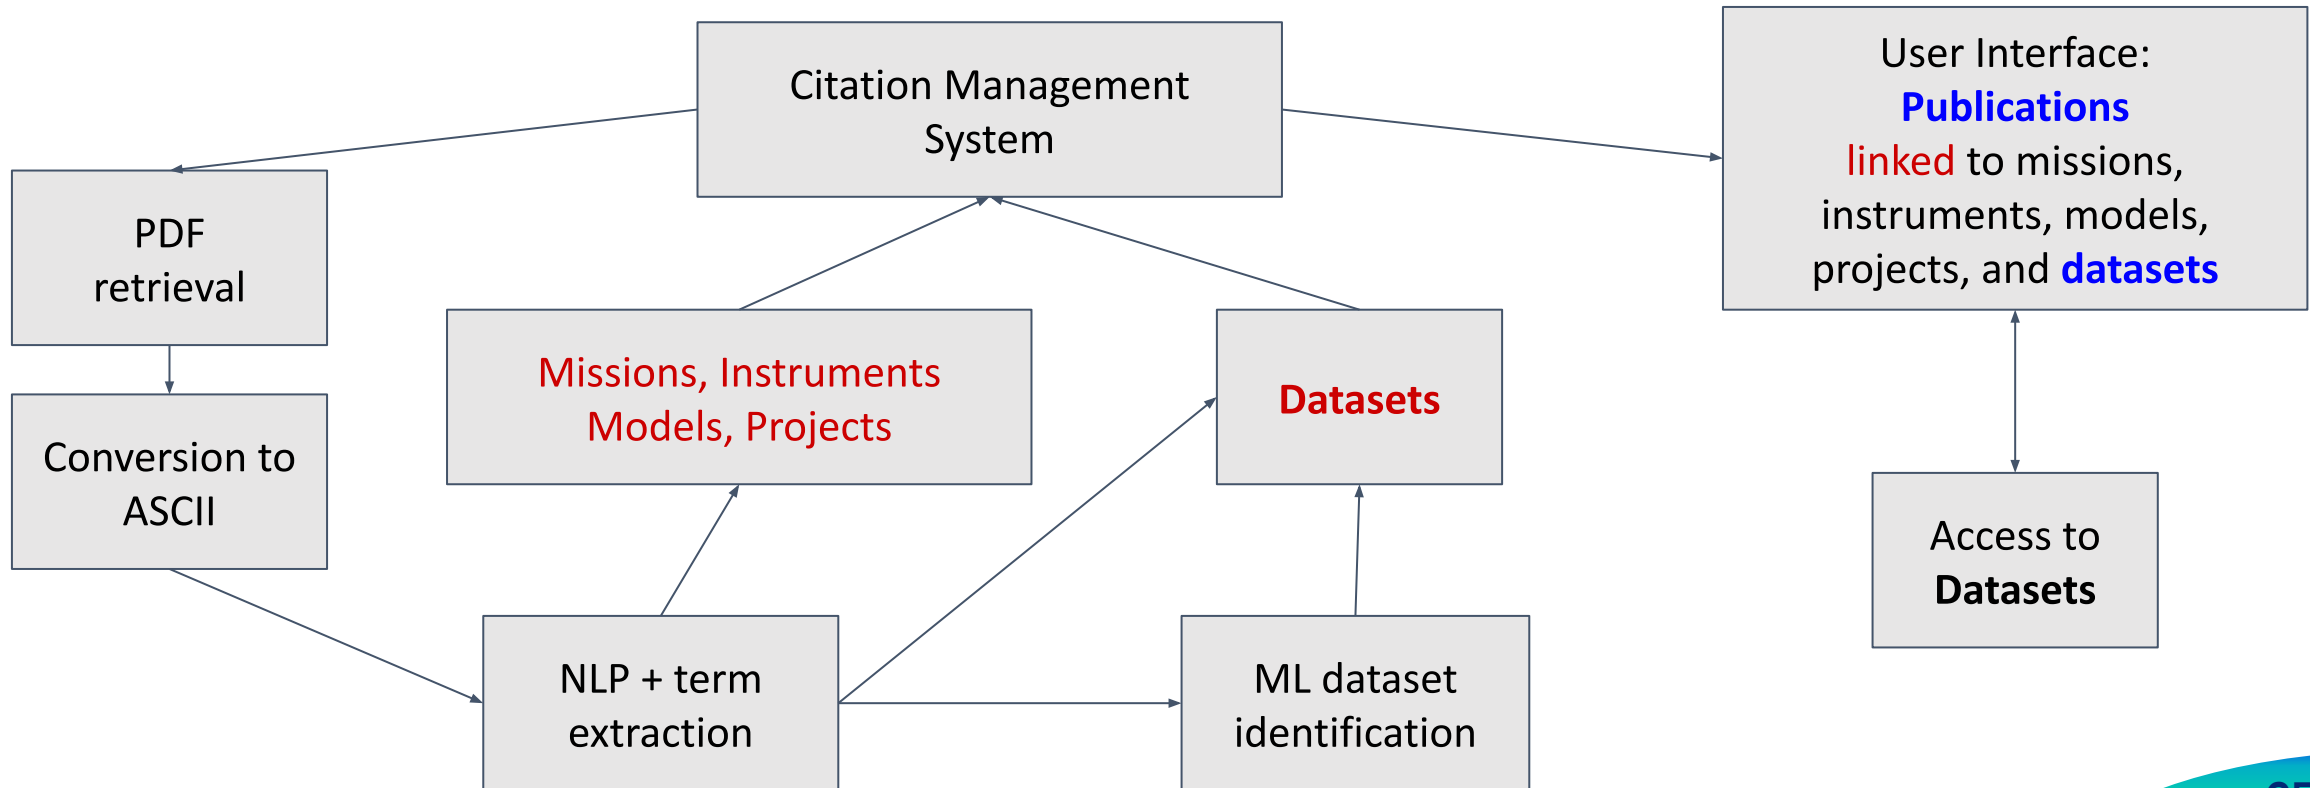 Citation Management
System
User Interface:
Publications
linked to missions,
instruments, models,
projects, and datasets
PDF
retrieval
Missions, Instruments
Models, Projects
Datasets
Conversion to
ASCII
Access to
Datasets
NLP + term
extraction
ML dataset
identification